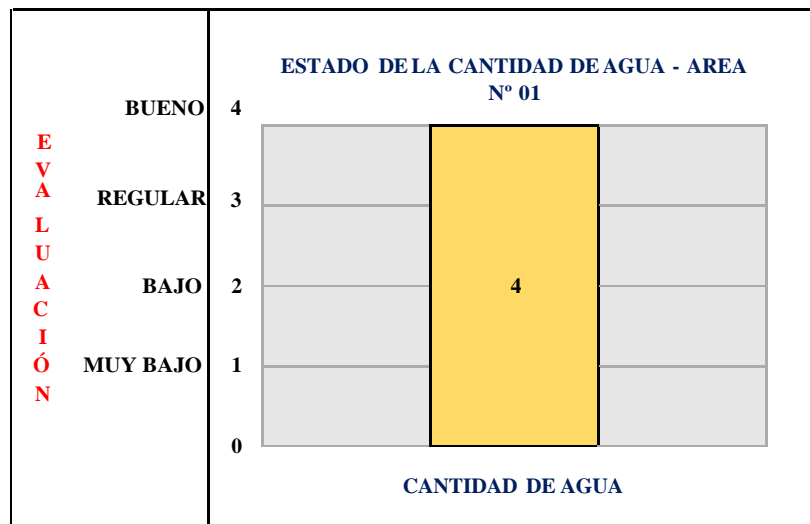 ESTADO DE LA CANTIDAD DE AGUA - AREA
Nº 01
EVALUACIÓN
BUENO 4
REGULAR 3
BAJO 2
4
MUY BAJO 1
0
CANTIDAD DE AGUA